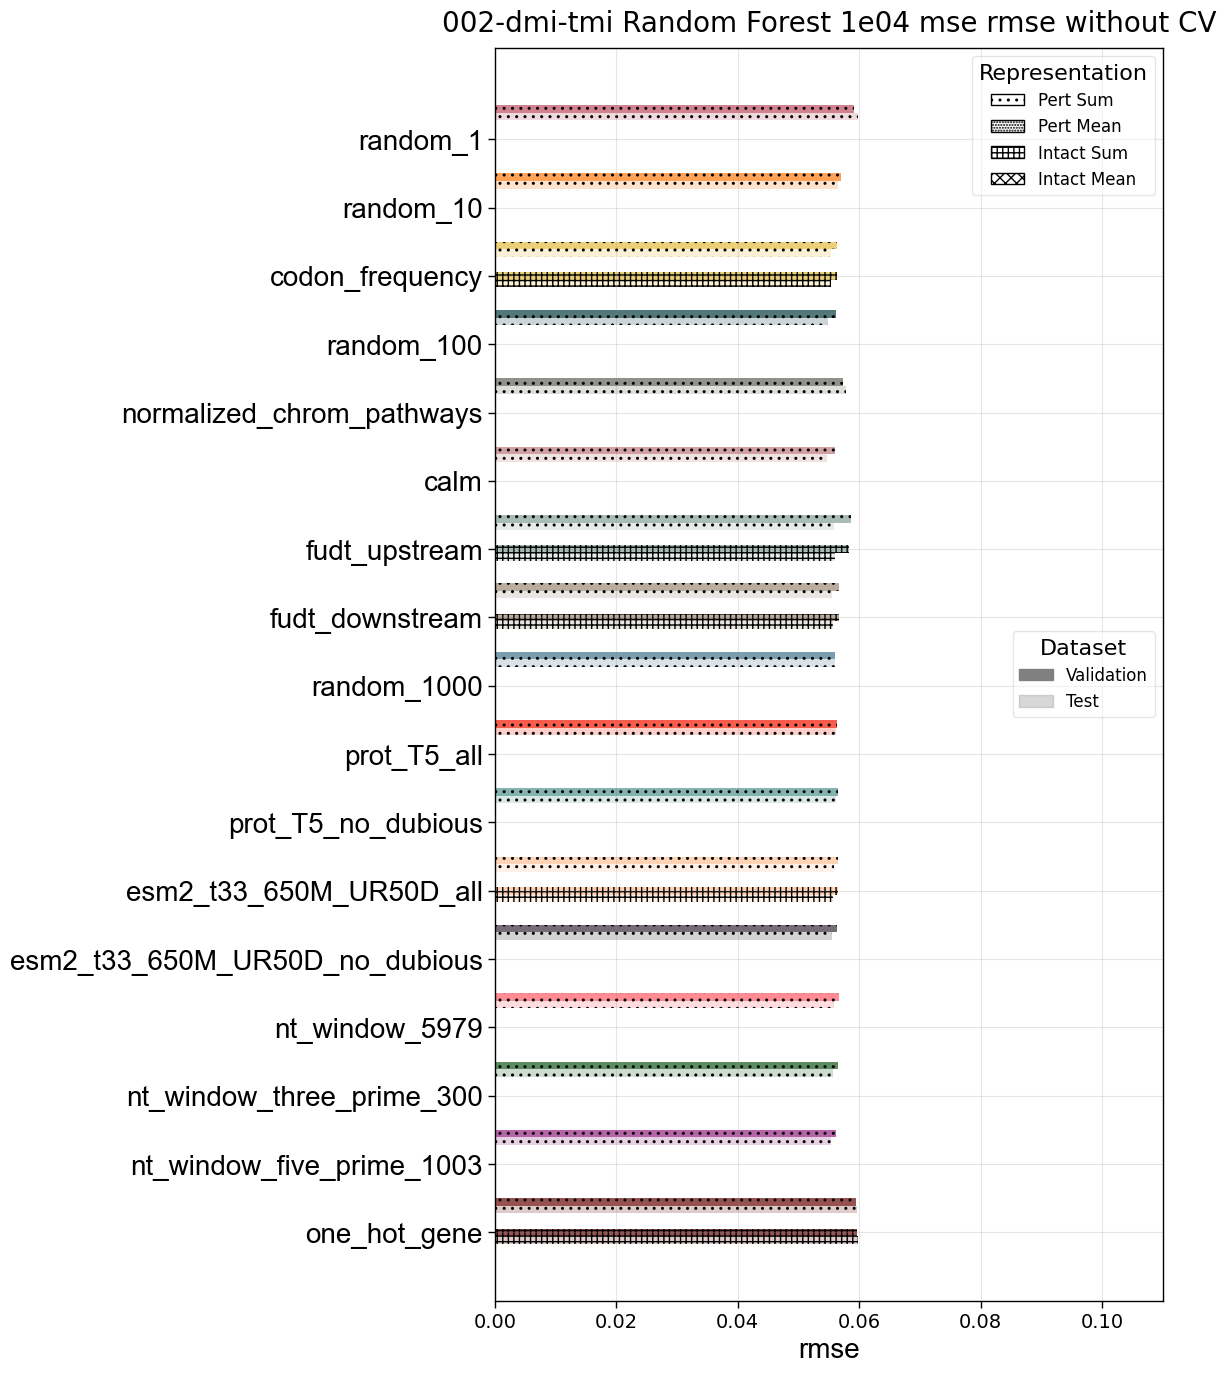 002-dmi-tmi Random Forest 1e04 mse rmse without CV
Representation
Pert Sum
Pert Mean
Intact Sum
Intact Mean
random_1
random_10
codon_frequency
random_100
normalized_chrom_pathways
calm
fudt_upstream
fudt_downstream
random_1000
prot_T5_all
prot_T5_no_dubious
esm2_t33_650M_UR50D_all
esm2_t33_650M_UR50D_no_dubious
nt_window_5979
nt_window_three_prime_300
nt_window_five_prime_1003
one_hot_gene
Dataset
Validation
Test
0.00 0.02 0.04 0.06 0.08 0.10
rmse